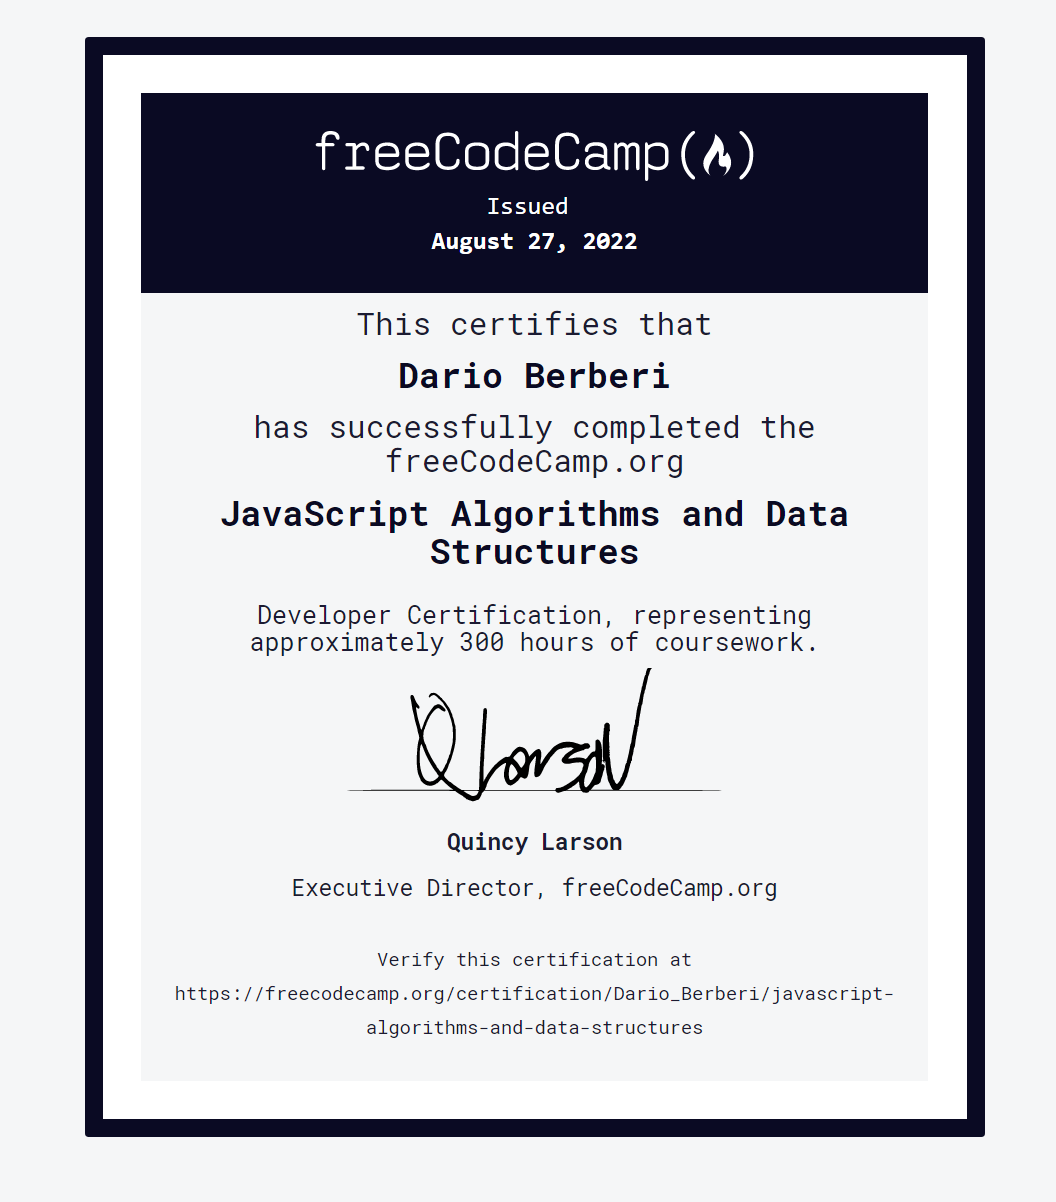 freeCodeCamp(🔥)
Issued
August 27, 2022
This certifies that
Dario Berberi
has successfully completed the
freeCodeCamp.org
JavaScript Algorithms and Data
Structures
Developer Certification, representing
approximately 300 hours of coursework.
Q Larson
Quincy Larson
Executive Director, freeCodeCamp.org
Verify this certification at
https://freecodecamp.org/certification/Dario_Berberi/javascript-
algorithms-and-data-structures